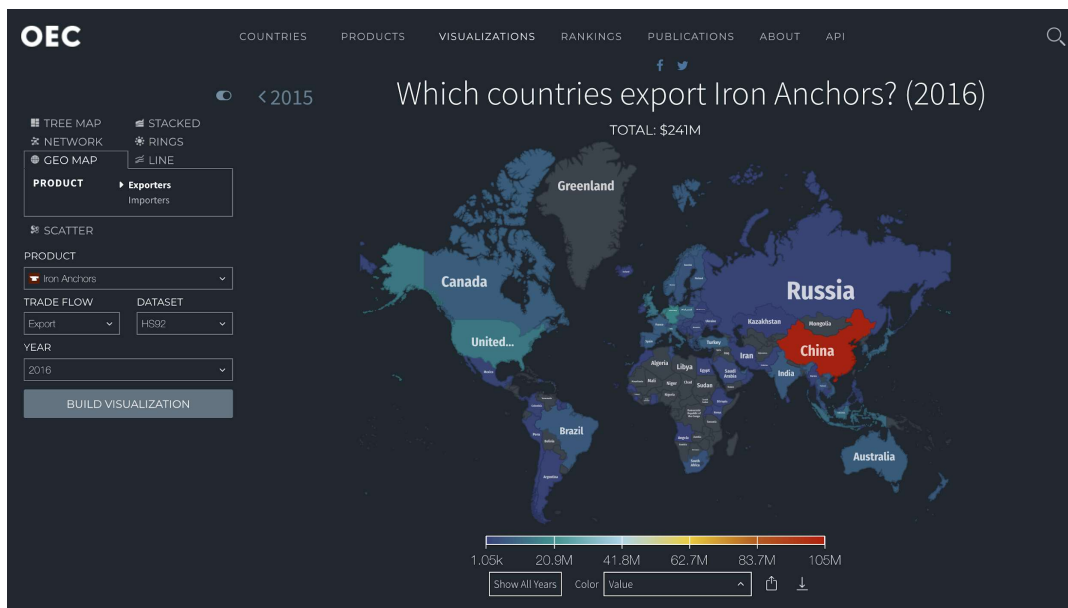 OEC
COUNTRIES PRODUCTS VISUALIZATIONS RANKINGS PUBLICATIONS ABOUT API
2015
Which countries export Iron Anchors? (2016)
TOTAL: $241M
TREE MAP STACKED
NETWORK RINGS
GEO MAP LINE
PRODUCT Exporters
Importers
SCATTER
PRODUCT
Iron Anchors
TRADE FLOW DATASET
Export HS92
YEAR
2016
BUILD VISUALIZATION
Greenland
Canada
Russia
United...
Kazakhstan
Mongolia
China
Turkey
Iran
Algeria
Libya
Egypt
Saudi
Arabia
India
Mali
Niger
Chad
Sudan
Brazil
Angola
South
Africa
Argentina
Australia
1.05k 20.9M 41.8M 62.7M 83.7M 105M
Show All Years Color Value